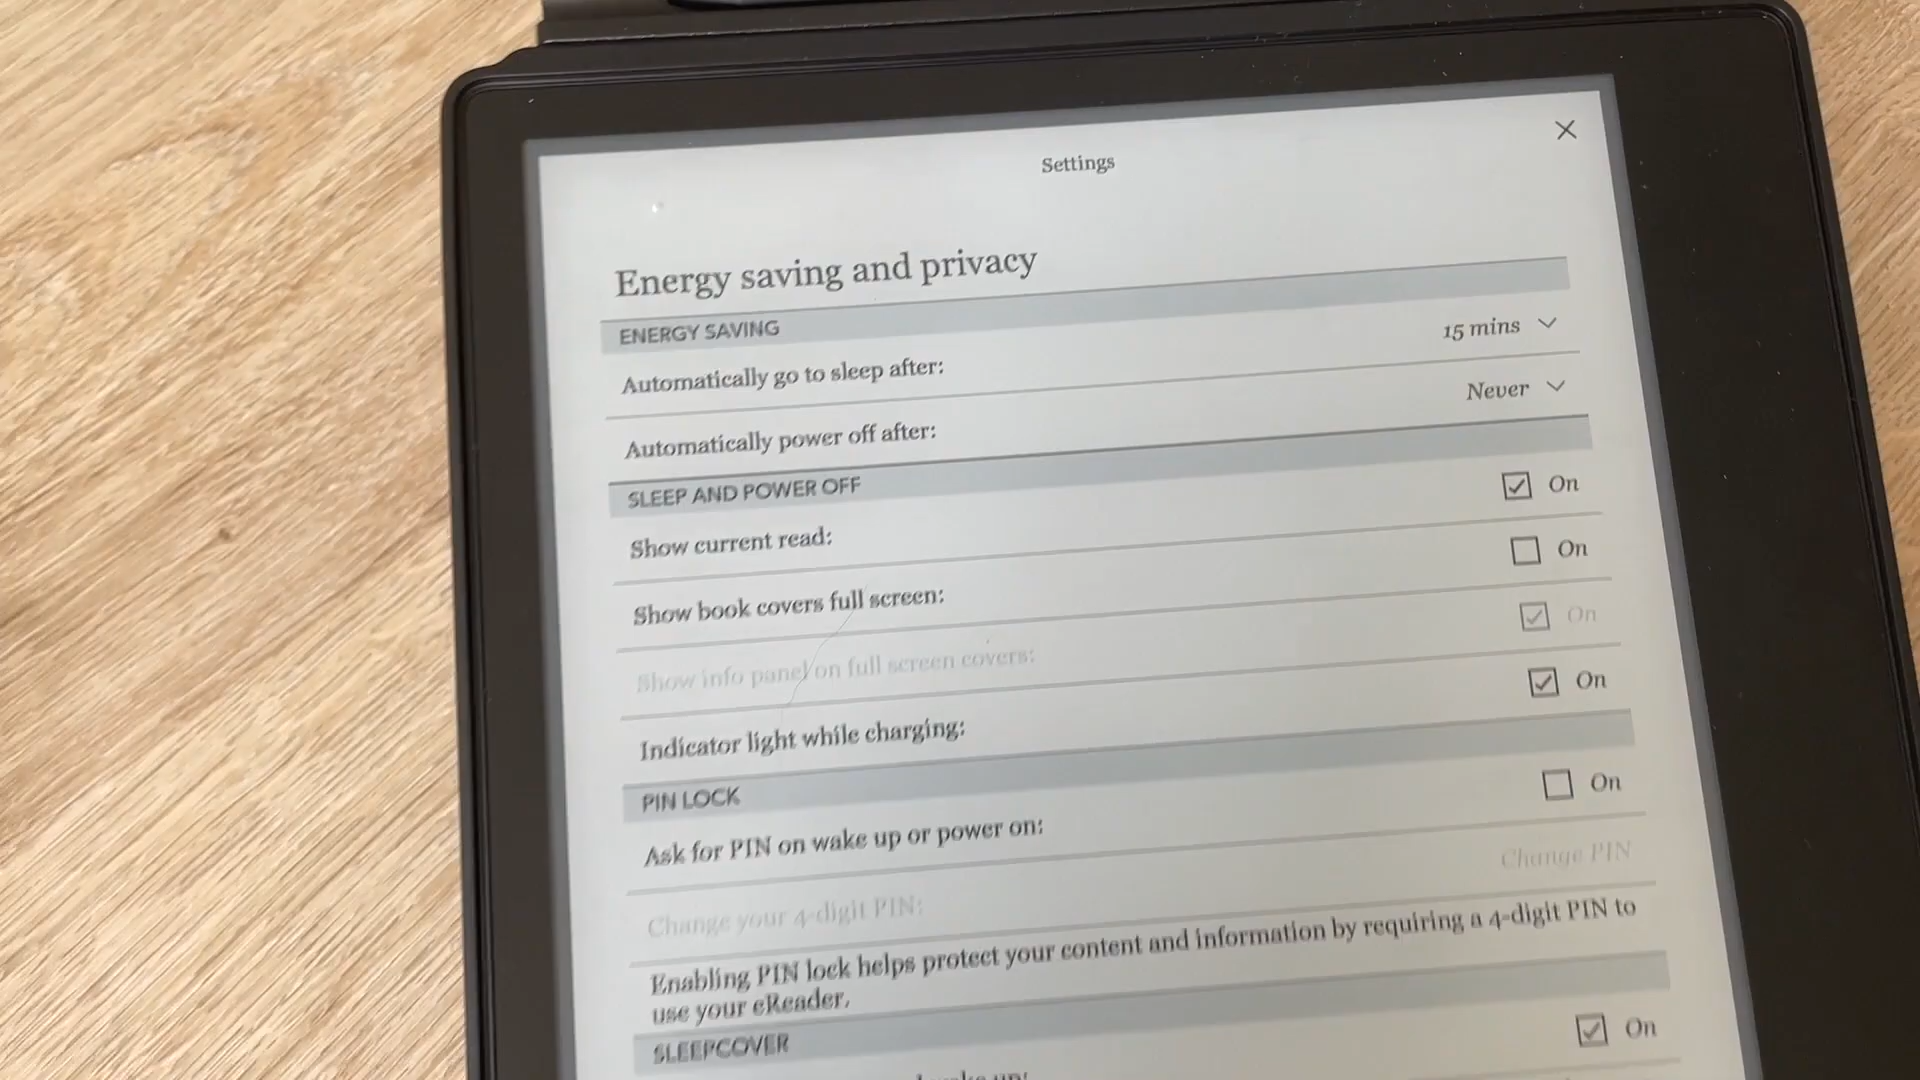 Settings
Energy saving and privacy
ENERGY SAVING
Automatically go to sleep after: 15 mins
Automatically power off after: Never
SLEEP AND POWER OFF
Show current read: On
Show book covers full screen: On
Show info panel on full screen covers: On
Indicator light while charging: On
PIN LOCK
Ask for PIN on wake up or power on: On
Change your 4-digit PIN: Change PIN
Enabling PIN lock helps protect your content and information by requiring a 4-digit PIN to
use your eReader.
SLEEPCOVER
wake up: On